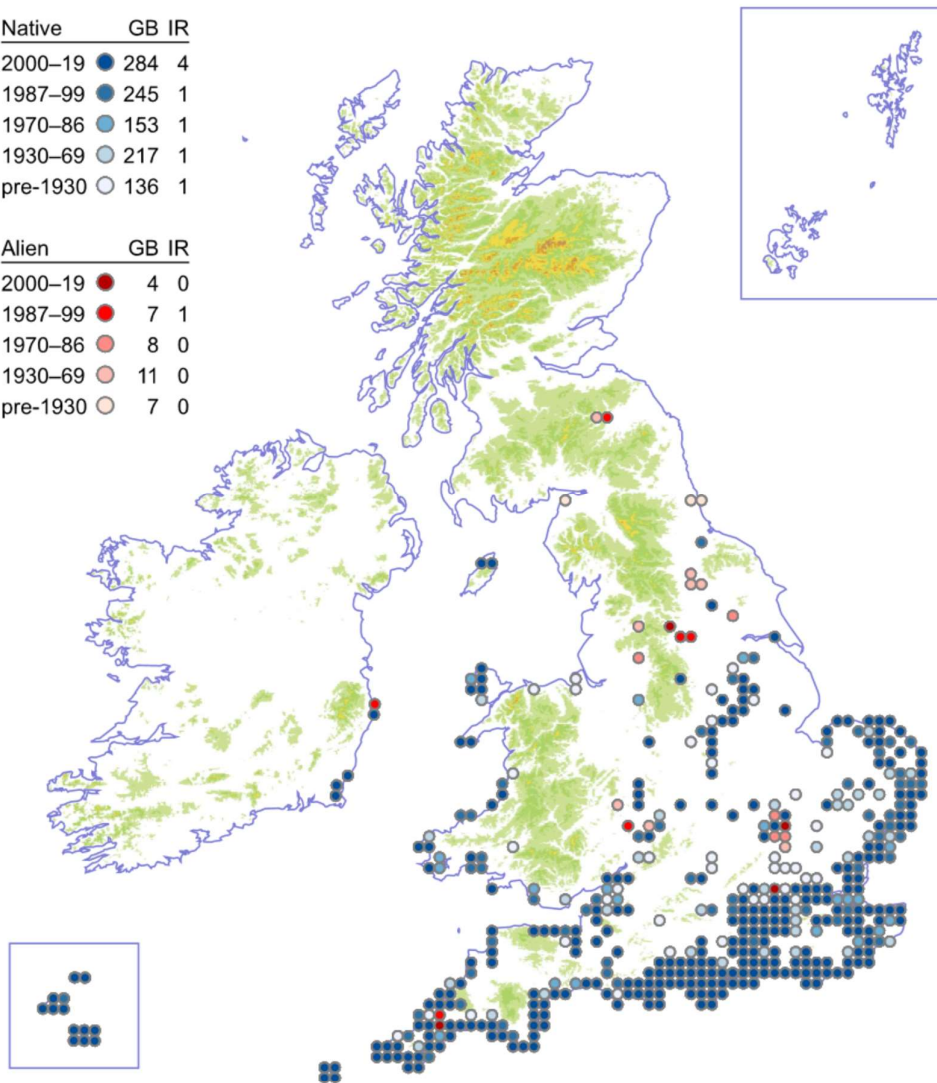 Native GB IR
2000–19 284 4
1987–99 245 1
1970–86 153 1
1930–69 217 1
pre-1930 136 1
Alien GB IR
2000–19 4 0
1987–99 7 1
1970–86 8 0
1930–69 11 0
pre-1930 7 0